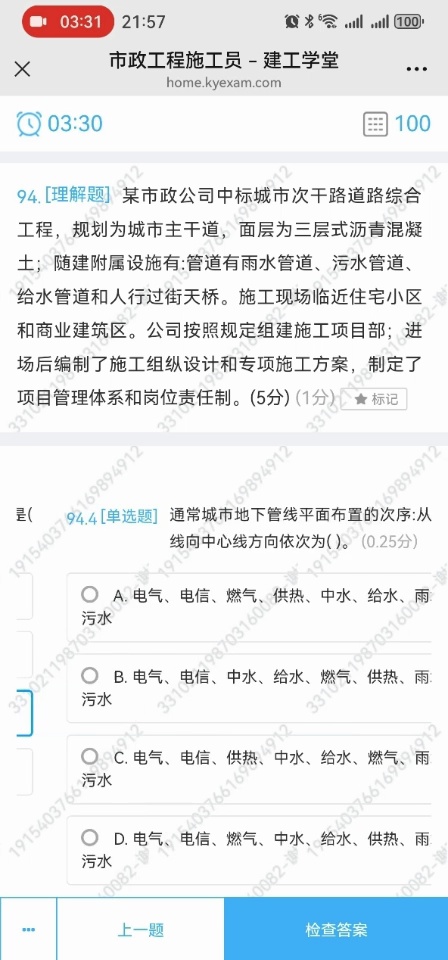 03:31 21:57 100
市政工程施工员 - 建工学堂
home.kyexam.com
03:30 100
94. [理解题] 某市政公司中标城市次干路道路综合
工程，规划为城市主干道，面层为三层式沥青混凝
土；随建附属设施有:管道有雨水管道、污水管道、
给水管道和人行过街天桥。施工现场临近住宅小区
和商业建筑区。公司按照规定组建施工项目部；进
场后编制了施工组织设计和专项施工方案，制定了
项目管理体系和岗位责任制。(5分) (1分) 标记
是(
94.4 [单选题] 通常城市地下管线平面布置的次序:从
线向中心线方向依次为( )。 (0.25分)
A. 电气、电信、燃气、供热、中水、给水、雨
污水
B. 电气、电信、中水、给水、燃气、供热、雨
污水
C. 电气、电信、供热、中水、给水、燃气、雨
污水
D. 电气、电信、燃气、中水、给水、供热、雨
污水
上一题 检查答案